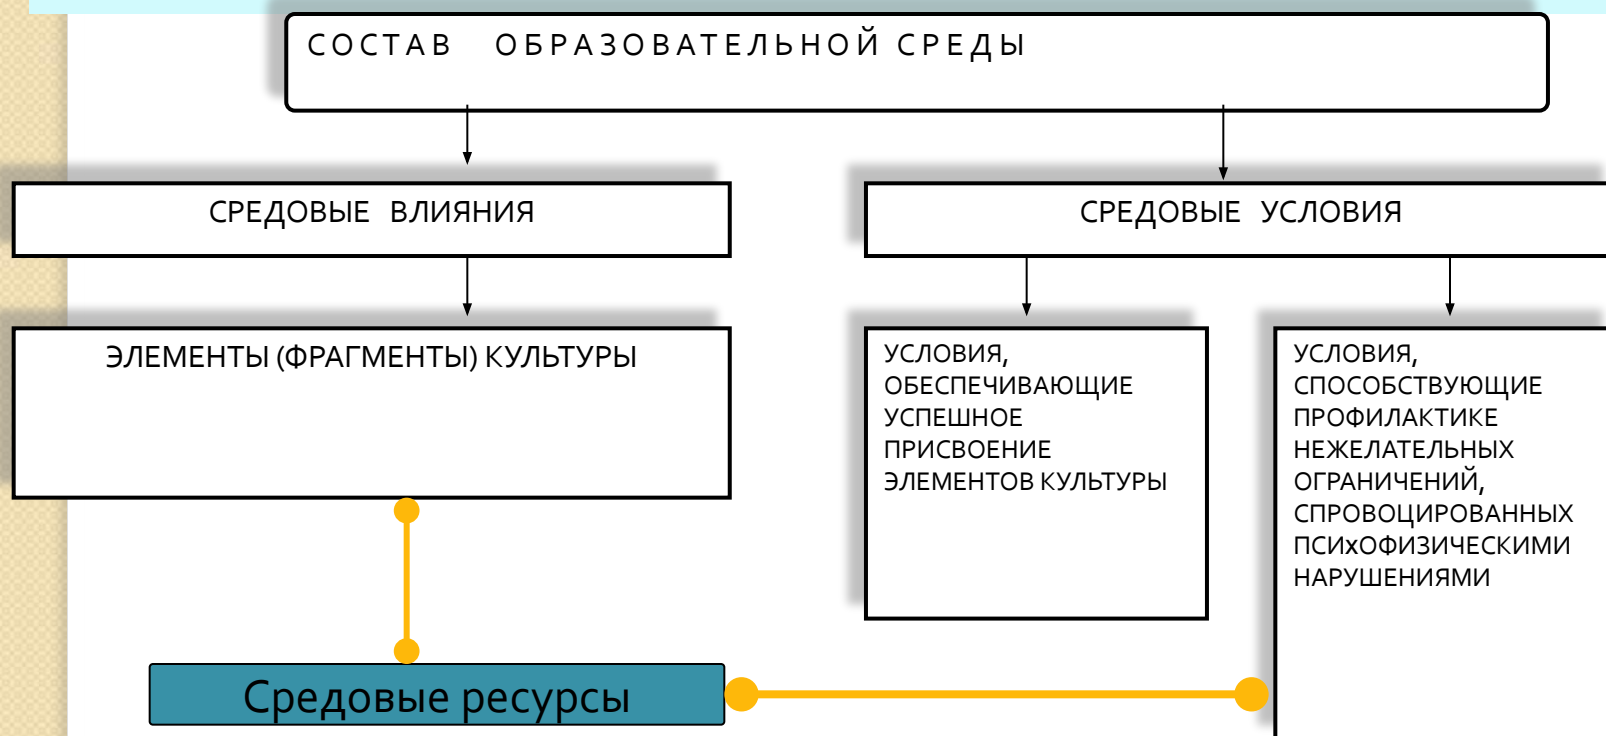 СОСТАВ ОБРАЗОВАТЕЛЬНОЙ СРЕДЫ
СРЕДОВЫЕ ВЛИЯНИЯ
СРЕДОВЫЕ УСЛОВИЯ
ЭЛЕМЕНТЫ (ФРАГМЕНТЫ) КУЛЬТУРЫ
УСЛОВИЯ,
ОБЕСПЕЧИВАЮЩИЕ
УСПЕШНОЕ
ПРИСВОЕНИЕ
ЭЛЕМЕНТОВ КУЛЬТУРЫ
УСЛОВИЯ,
СПОСОБСТВУЮЩИЕ
ПРОФИЛАКТИКЕ
НЕЖЕЛАТЕЛЬНЫХ
ОГРАНИЧЕНИЙ,
СПРОВОЦИРОВАННЫХ
ПСИхОФИЗИЧЕСКИМИ
НАРУШЕНИЯМИ
Средовые ресурсы